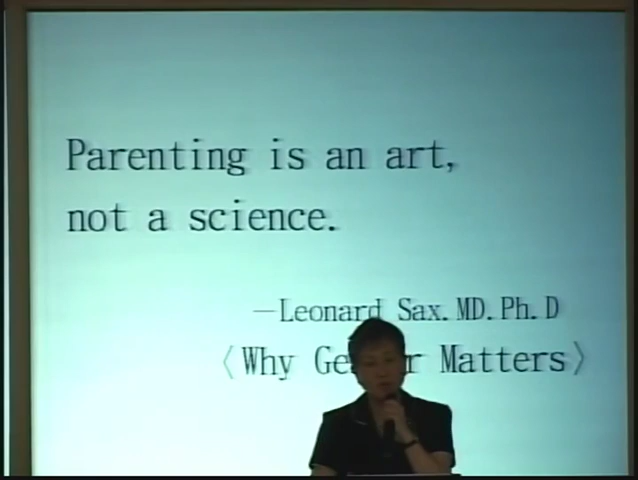 Parenting is an art,
not a science.
—Leonard Sax. MD. Ph. D
〈Why Matters〉